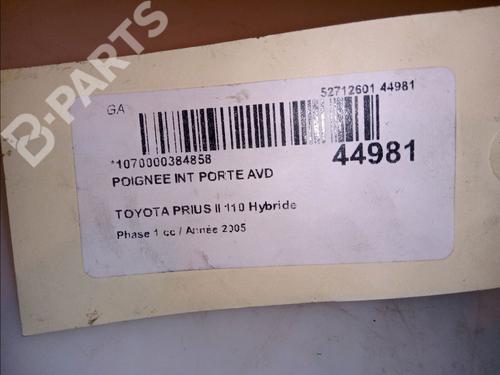 B-PARTS
GA
52712601 44981
*1070000384858
44981
POIGNEE INT PORTE AVD
TOYOTA PRIUS II 110 Hybride
Phase 1 cc / Année 2005